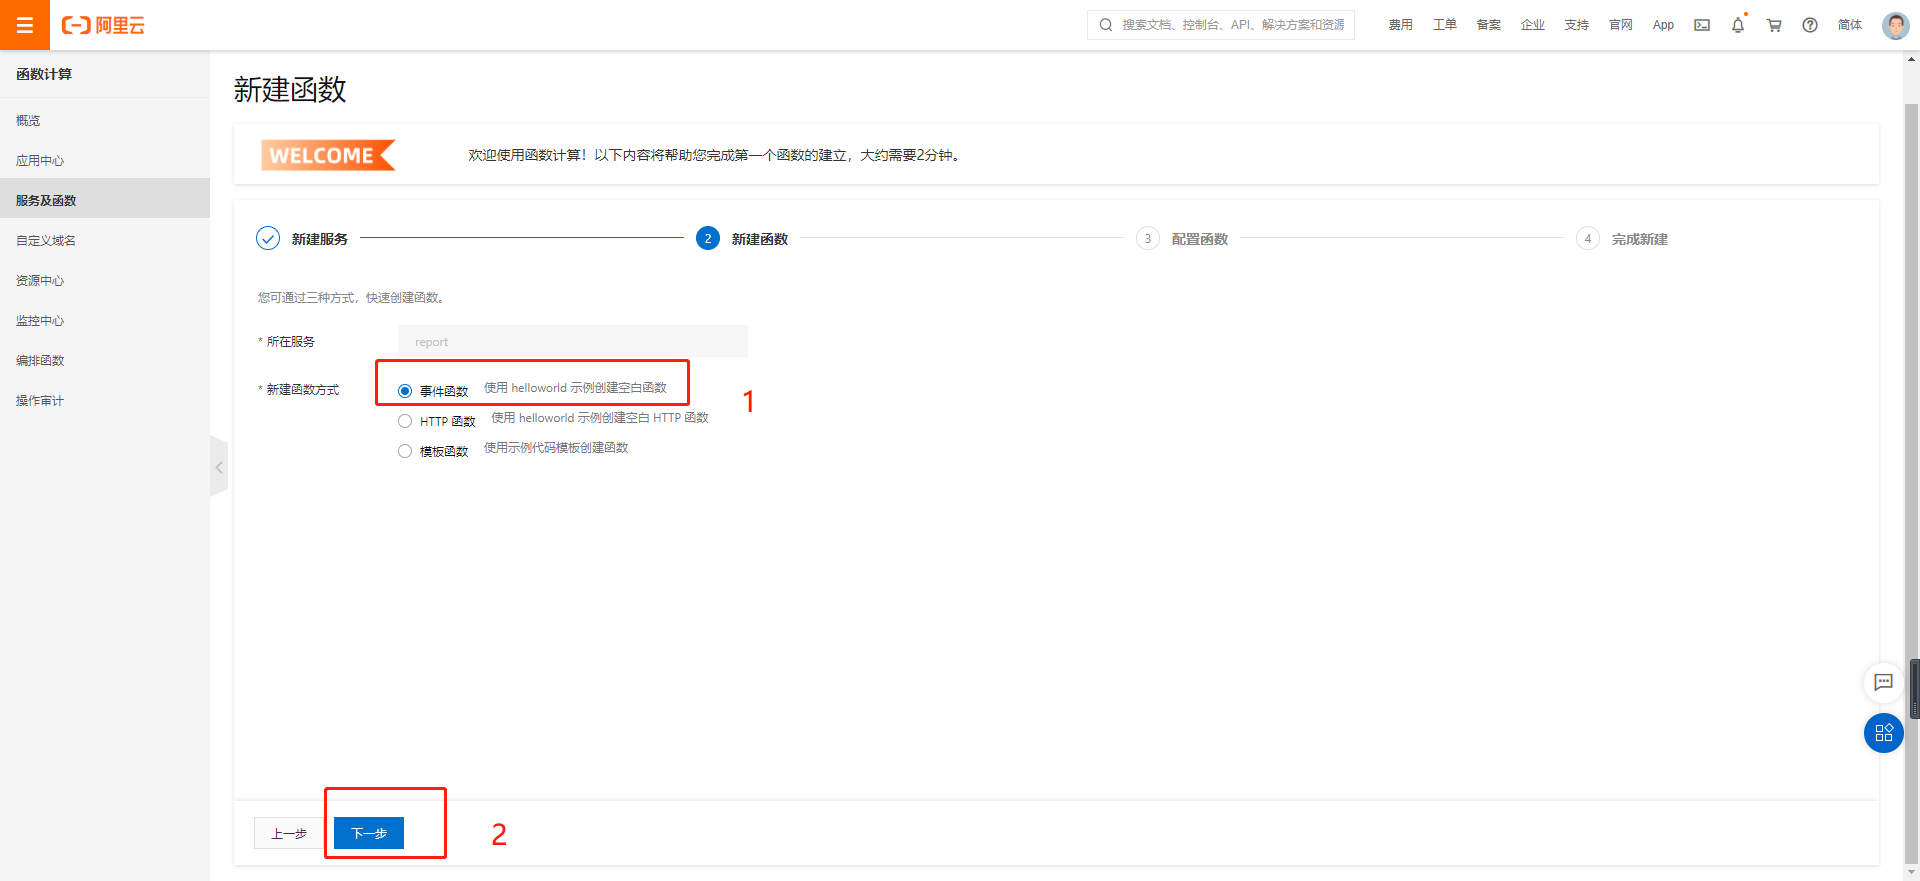 阿里云
搜索文档、控制台、API、解决方案和资源
费用 工单 备案 企业 支持 官网 App 简体
函数计算
概览
应用中心
服务及函数
自定义域名
资源中心
监控中心
编排函数
操作审计
新建函数
WELCOME
欢迎使用函数计算！以下内容将帮助您完成第一个函数的建立，大约需要2分钟。
新建服务 2 新建函数 3 配置函数 4 完成新建
您可通过三种方式，快速创建函数。
* 所在服务 report
* 新建函数方式 事件函数 使用 helloworld 示例创建空白函数 1
HTTP 函数 使用 helloworld 示例创建空白 HTTP 函数
模板函数 使用示例代码模板创建函数
上一步 下一步 2